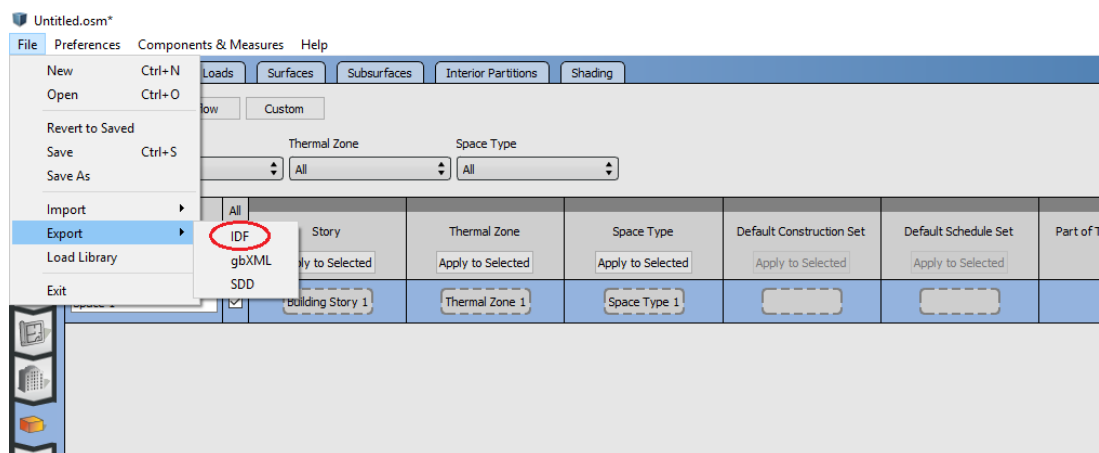 Untitled.osm*
File Preferences Components & Measures Help
New Ctrl+N
Open Ctrl+O
Revert to Saved
Save Ctrl+S
Save As
Import
Export
Load Library
Exit
IDF
gbXML
SDD
Loads Surfaces Subsurfaces Interior Partitions Shading
Custom
Thermal Zone Space Type
All All
All
Story Thermal Zone Space Type Default Construction Set Default Schedule Set Part of T
to Selected Apply to Selected Apply to Selected Apply to Selected Apply to Selected
Building Story 1 Thermal Zone 1 Space Type 1